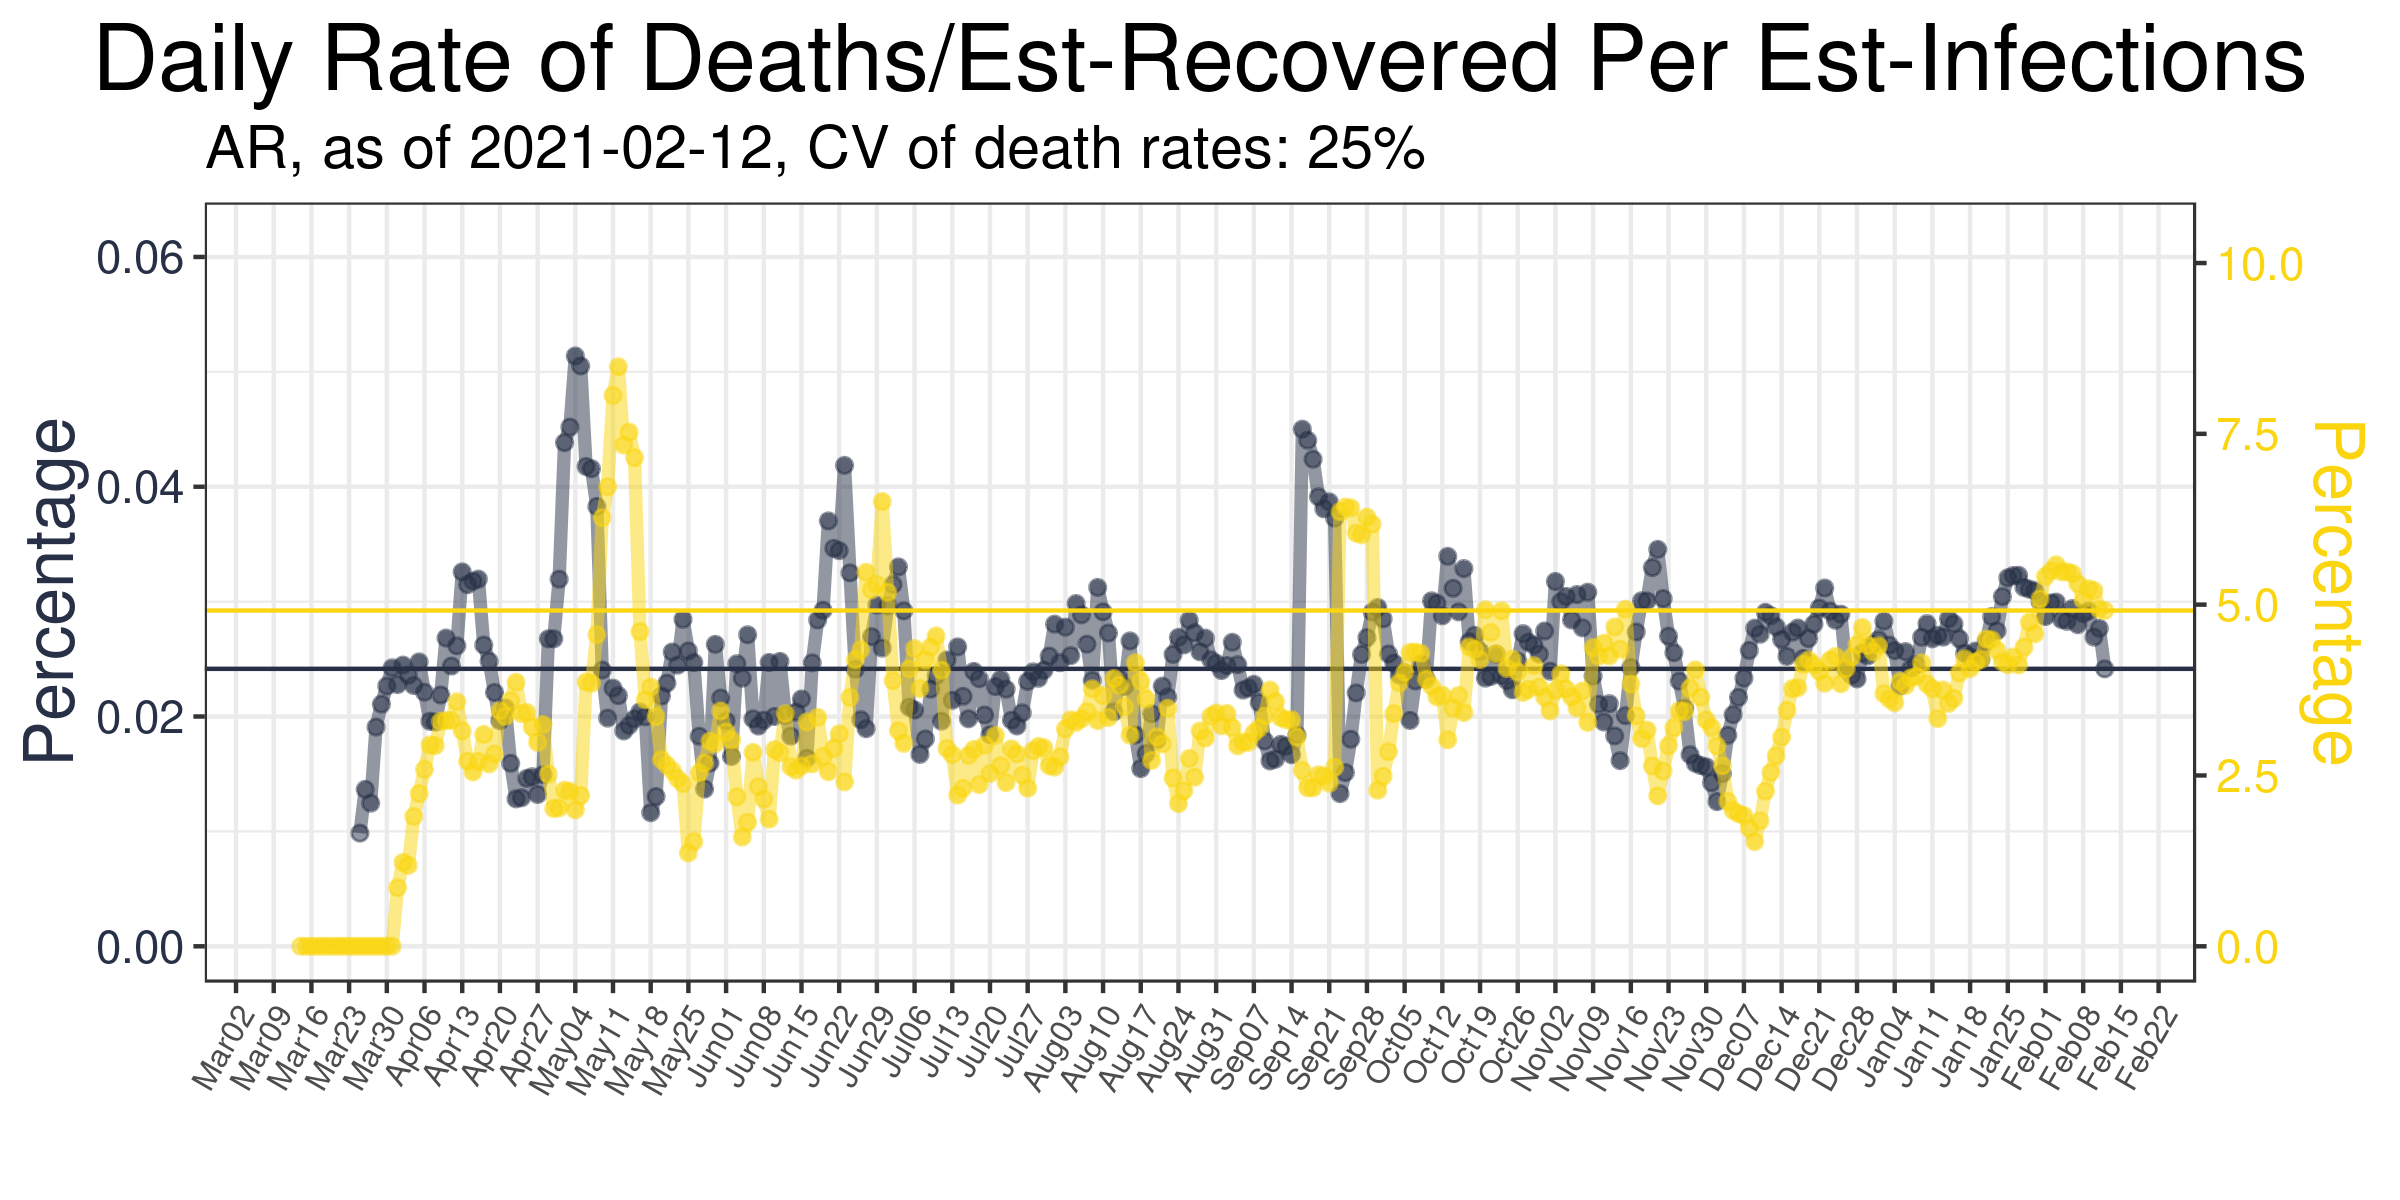 Daily Rate of Deaths/Est-Recovered Per Est-Infections
AR, as of 2021-02-12, CV of death rates: 25%
Percentage
0.06
0.04
0.02
0.00
10.0
7.5
5.0
2.5
0.0
Percentage
Mar02
Mar09
Mar16
Mar23
Mar30
Apr06
Apr13
Apr20
Apr27
May04
May11
May18
May25
Jun01
Jun08
Jun15
Jun22
Jun29
Jul06
Jul13
Jul20
Jul27
Aug03
Aug10
Aug17
Aug24
Aug31
Sep07
Sep14
Sep21
Sep28
Oct05
Oct12
Oct19
Oct26
Nov02
Nov09
Nov16
Nov23
Nov30
Dec07
Dec14
Dec21
Dec28
Jan04
Jan11
Jan18
Jan25
Feb01
Feb08
Feb15
Feb22